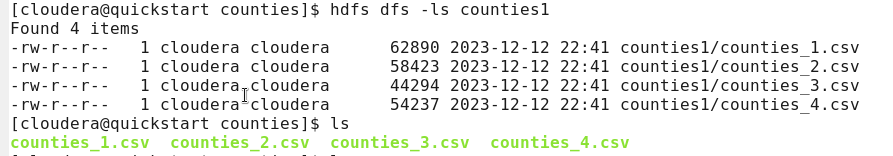 [cloudera@quickstart counties]$ hdfs dfs -ls counties1
Found 4 items
-rw-r--r--   1 cloudera cloudera      62890 2023-12-12 22:41 counties1/counties_1.csv
-rw-r--r--   1 cloudera cloudera      58423 2023-12-12 22:41 counties1/counties_2.csv
-rw-r--r--   1 cloudera cloudera      44294 2023-12-12 22:41 counties1/counties_3.csv
-rw-r--r--   1 cloudera cloudera      54237 2023-12-12 22:41 counties1/counties_4.csv
[cloudera@quickstart counties]$ ls
counties_1.csv  counties_2.csv  counties_3.csv  counties_4.csv